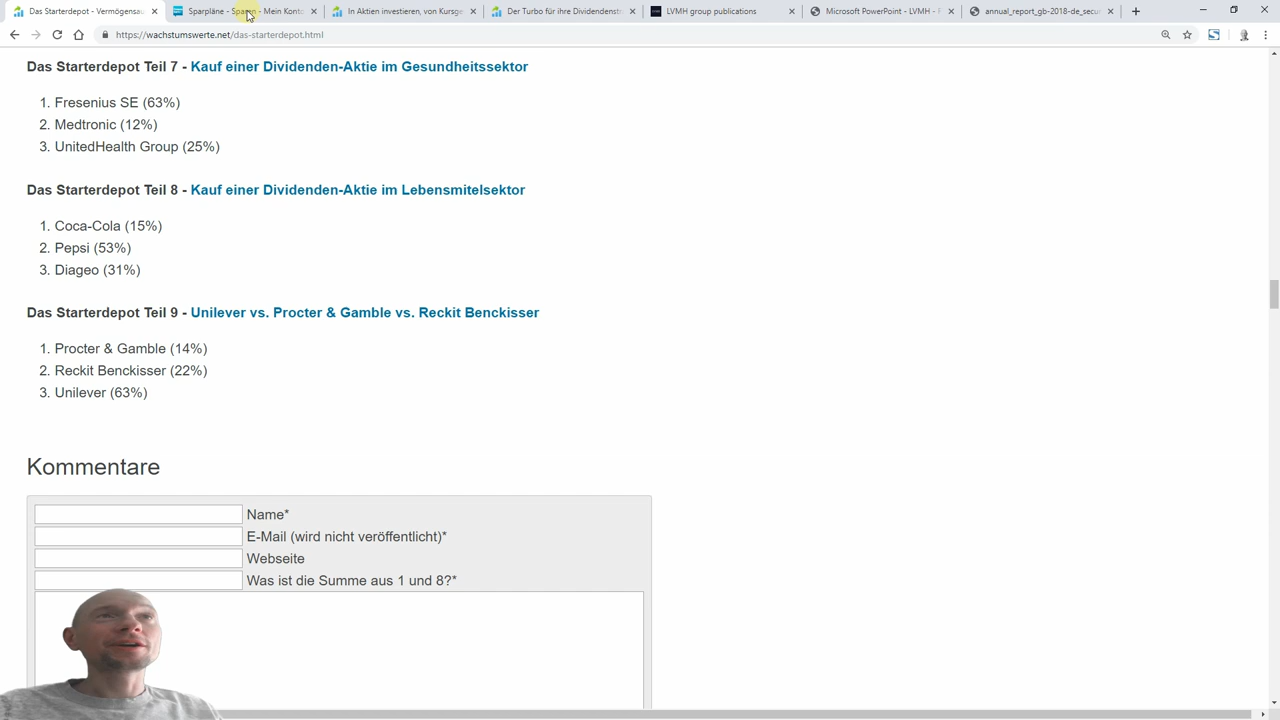 Das Starterdepot - Vermögensau
Sparpläne - Sparen - Mein Konto
In Aktien investieren, von Kursge
Der Turbo für ihre Dividendenstr
LVMH group publications
Microsoft PowerPoint - LVMH -
annual_report_gb-2018-de_secu
https://wachstumswerte.net/das-starterdepot.html
Das Starterdepot Teil 7 - Kauf einer Dividenden-Aktie im Gesundheitssektor
1. Fresenius SE (63%)
2. Medtronic (12%)
3. UnitedHealth Group (25%)
Das Starterdepot Teil 8 - Kauf einer Dividenden-Aktie im Lebensmitelsektor
1. Coca-Cola (15%)
2. Pepsi (53%)
3. Diageo (31%)
Das Starterdepot Teil 9 - Unilever vs. Procter & Gamble vs. Reckit Benckisser
1. Procter & Gamble (14%)
2. Reckit Benckisser (22%)
3. Unilever (63%)
Kommentare
Name*
E-Mail (wird nicht veröffentlicht)*
Webseite
Was ist die Summe aus 1 und 8?*